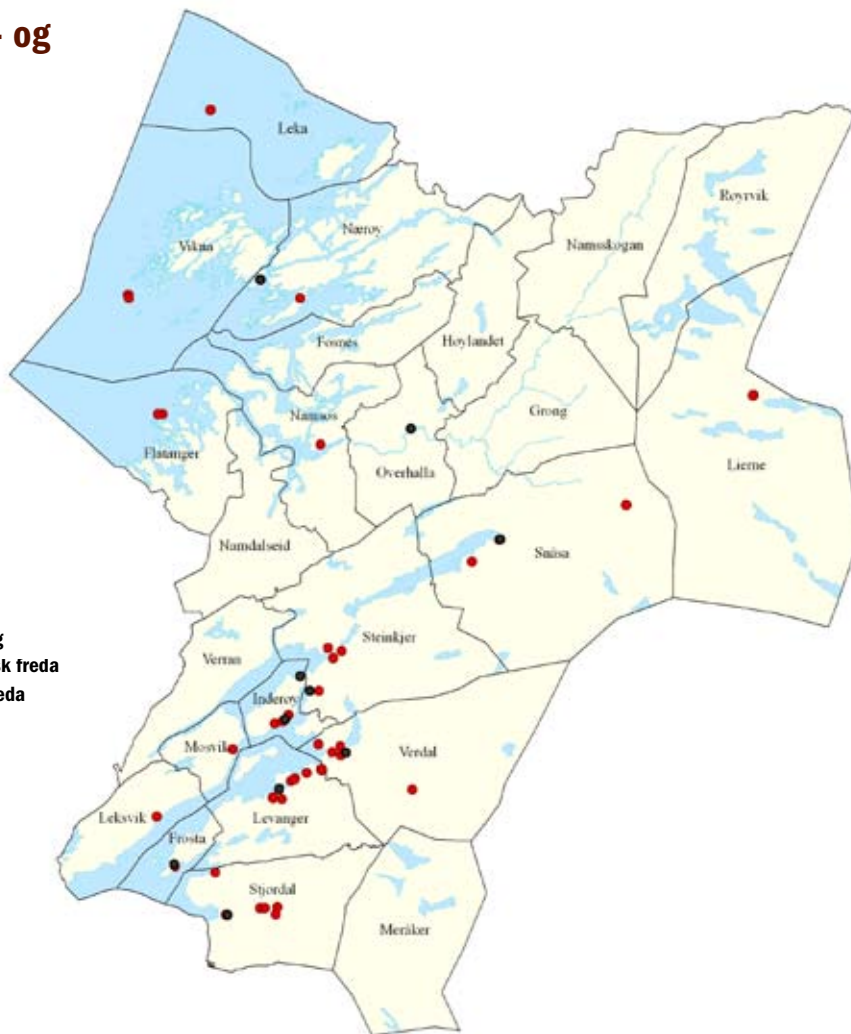 - og
Leka
Røyrvik
Nærøy
Vikna
Namsskogan
Fosnes
Høylandet
Namsos
Grong
Flatanger
Overhalla
Lierne
Snåsa
Namdalseid
g
sk freda
eda
Steinkjer
Verran
Inderøy
Mosvik
Verdal
Leksvik
Levanger
Frosta
Stjørdal
Meråker